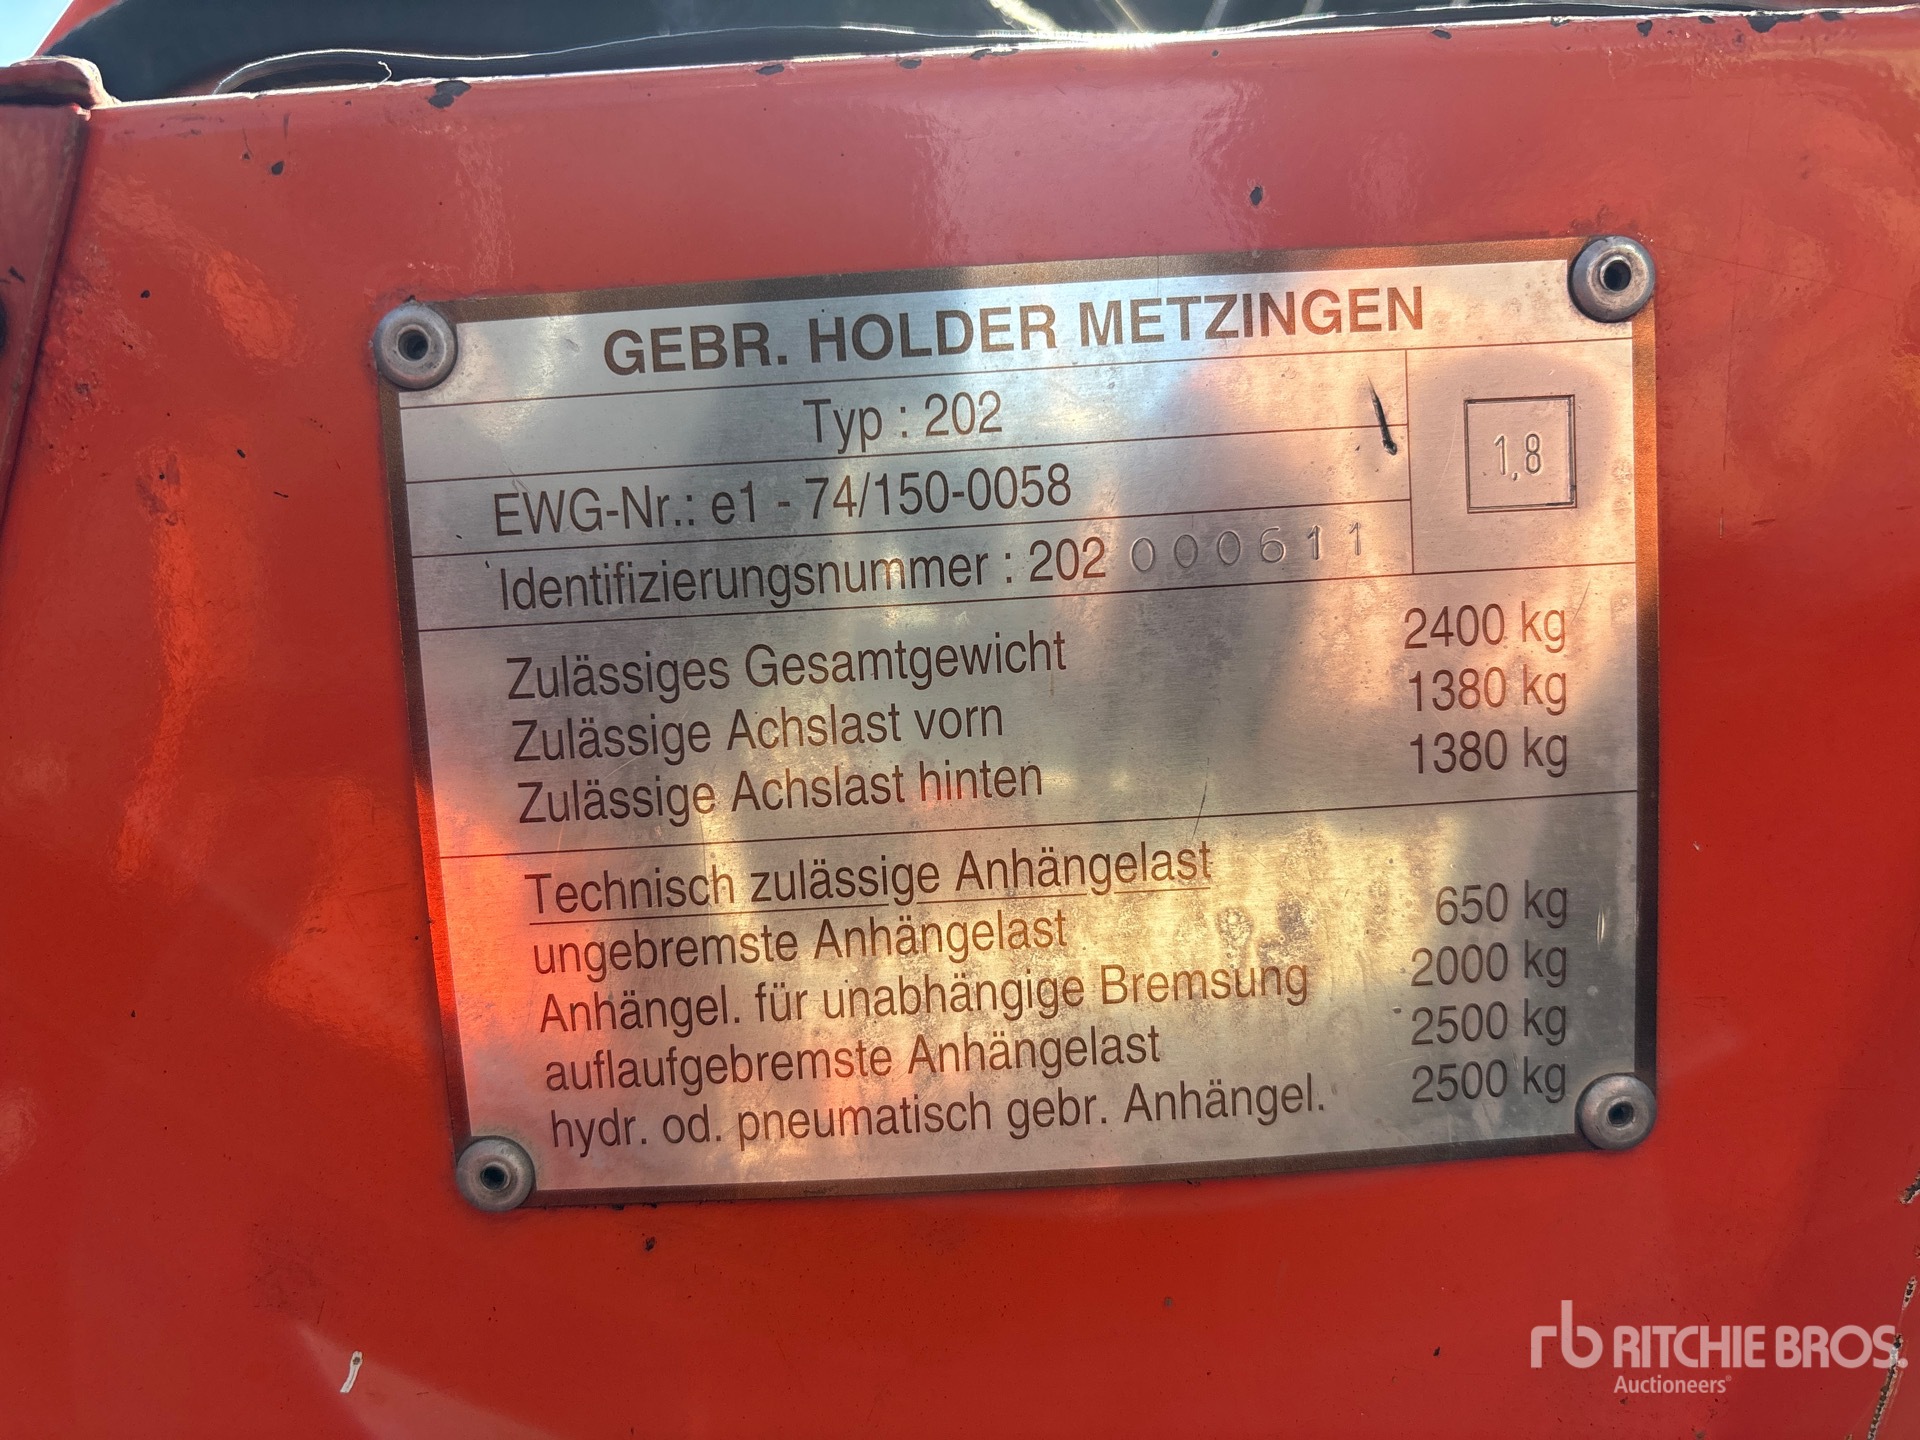 GEBR. HOLDER METZINGEN
Typ : 202
1,8
EWG-Nr.: e1 - 74/150-0058
Identifizierungsnummer : 202 000611
Zulässiges Gesamtgewicht 2400 kg
Zulässige Achslast vorn 1380 kg
Zulässige Achslast hinten 1380 kg
Technisch zulässige Anhängelast
ungebremste Anhängelast 650 kg
Anhängel. für unabhängige Bremsung 2000 kg
auflaufgebremste Anhängelast 2500 kg
hydr. od. pneumatisch gebr. Anhängel. 2500 kg
rb RITCHIE BROS.
Auctioneers